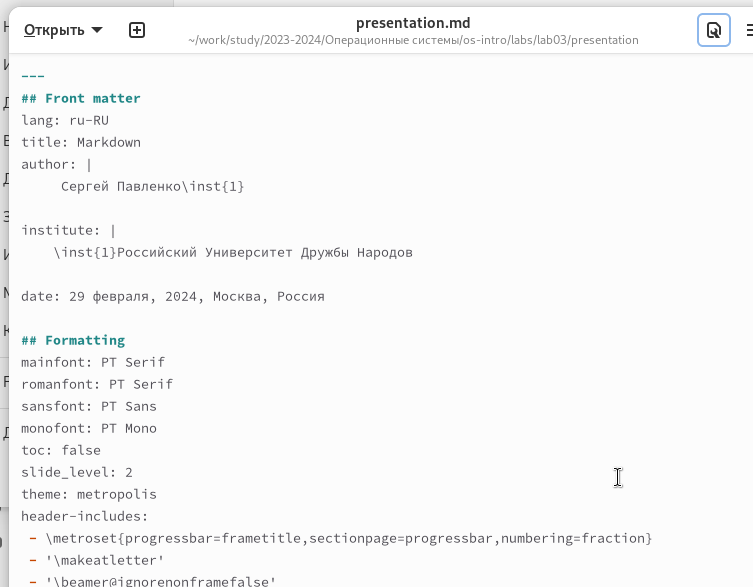 presentation.md
Открыть
~/work/study/2023-2024/Операционные системы/os-intro/labs/lab03/presentation
---
## Front matter
lang: ru-RU
title: Markdown
author: |
     Сергей Павленко\inst{1}
institute: |
    \inst{1}Российский Университет Дружбы Народов
date: 29 февраля, 2024, Москва, Россия
## Formatting
mainfont: PT Serif
romanfont: PT Serif
sansfont: PT Sans
monofont: PT Mono
toc: false
slide_level: 2
theme: metropolis
header-includes:
 - \metroset{progressbar=frametitle,sectionpage=progressbar,numbering=fraction}
 - '\makeatletter'
 - '\beamer@ignorenonframefalse'